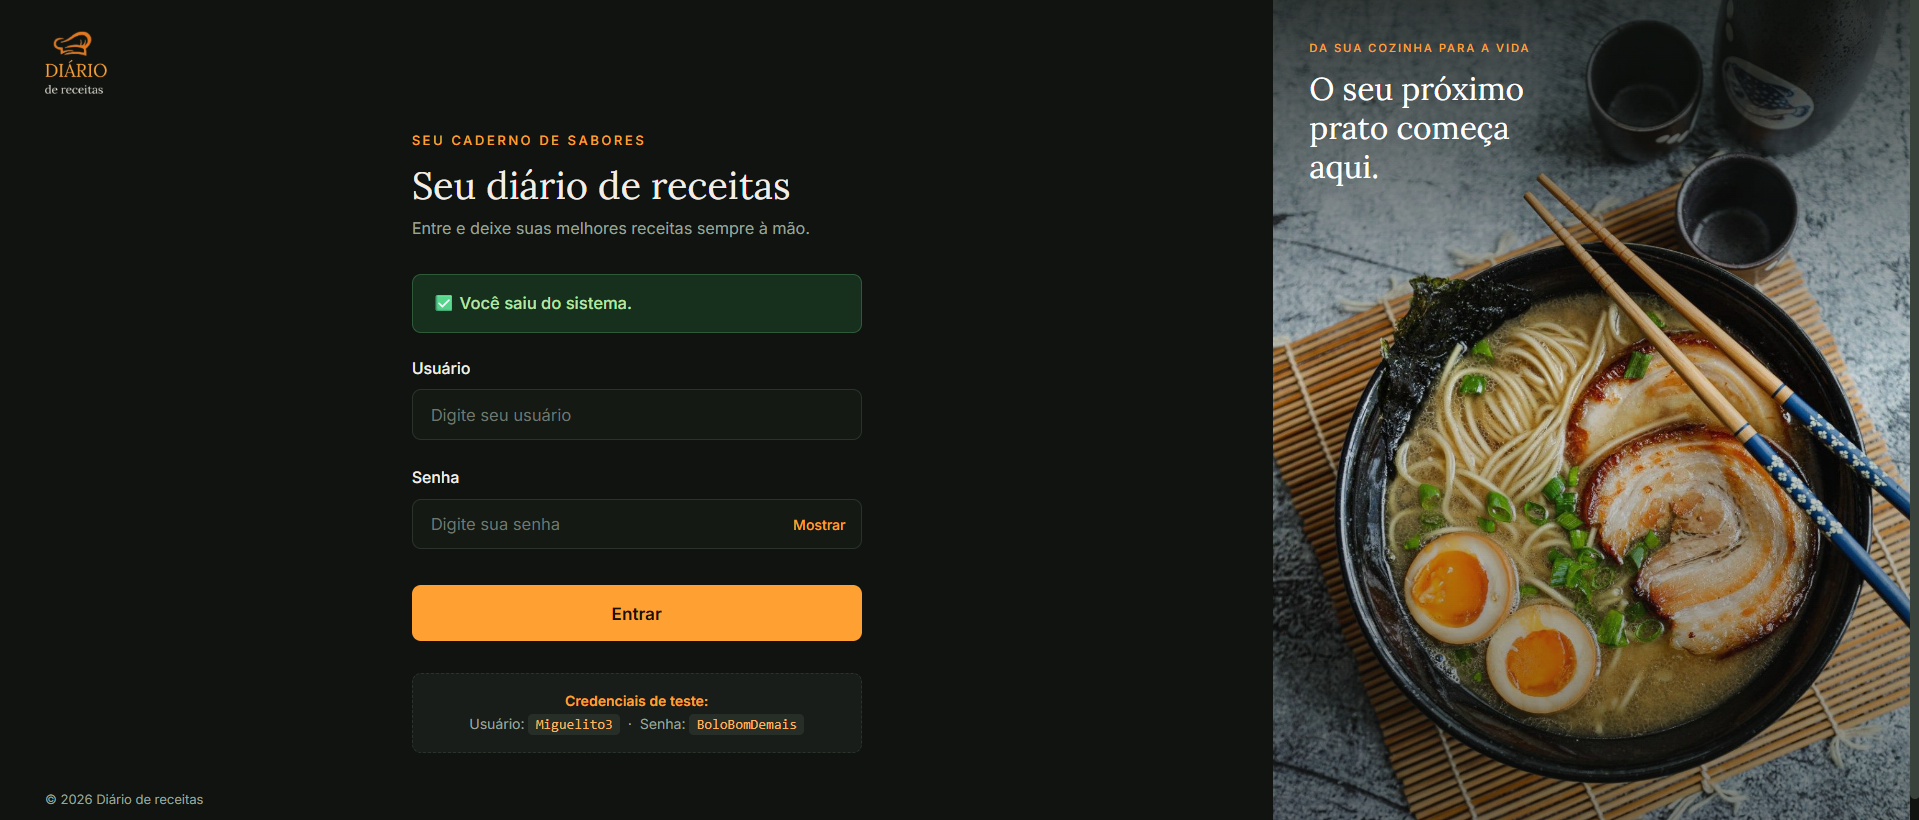 DIÁRIO
de receitas
SEU CADERNO DE SABORES
Seu diário de receitas
Entre e deixe suas melhores receitas sempre à mão.
✅ Você saiu do sistema.
Usuário
Digite seu usuário
Senha
Digite sua senha
Mostrar
Entrar
Credenciais de teste:
Usuário: Miguelito3 · Senha: BoloBomDemais
© 2026 Diário de receitas
DA SUA COZINHA PARA A VIDA
O seu próximo
prato começa
aqui.